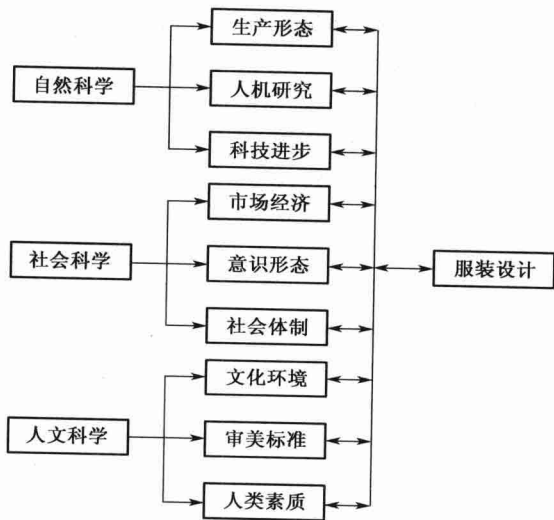 生产形态
自然科学
人机研究
科技进步
市场经济
社会科学
意识形态
服装设计
社会体制
文化环境
人文科学
审美标准
人类素质